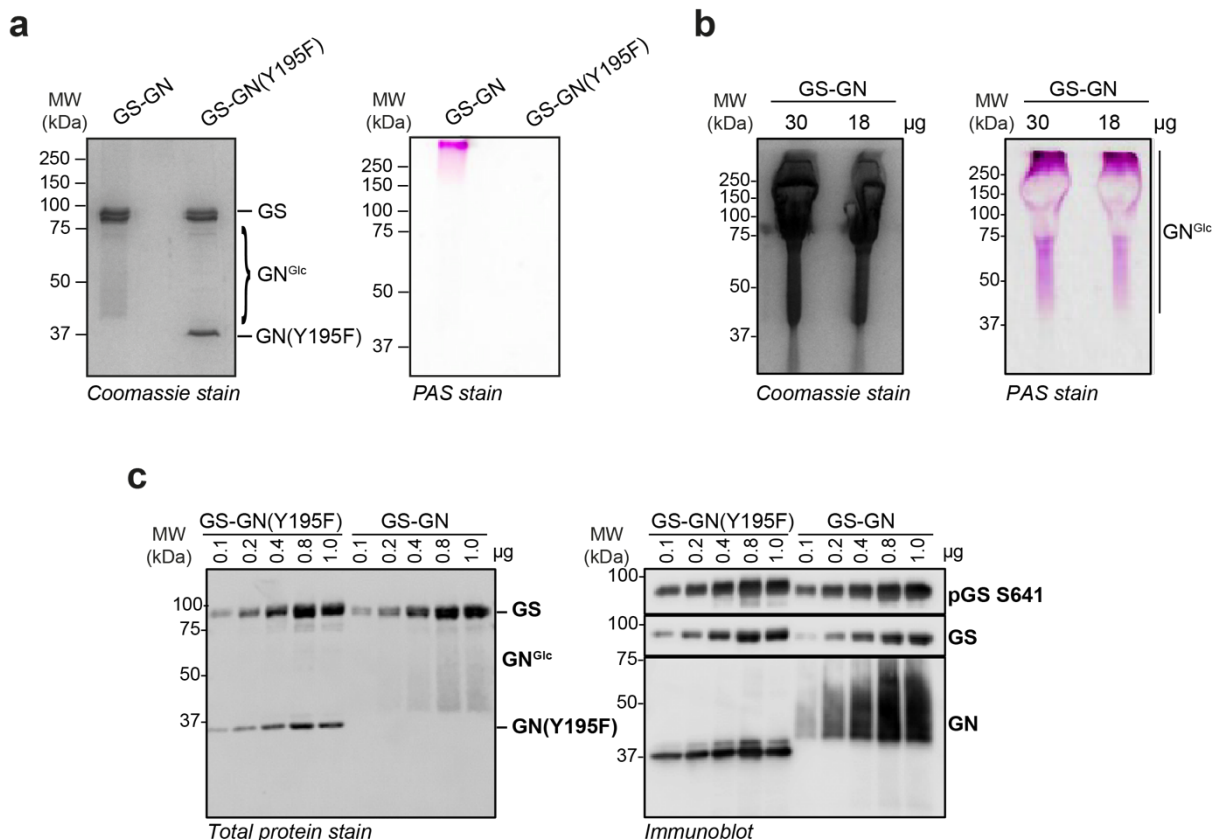 a
MW
(kDa)
GS-GN
GS-GN(Y195F)
250
150
100
75
50
37
GS
GN^Glc
GN(Y195F)
Coomassie stain
MW
(kDa)
GS-GN
GS-GN(Y195F)
250
150
100
75
50
37
PAS stain
b
MW
(kDa)
GS-GN
30
18
µg
250
150
100
75
50
37
Coomassie stain
MW
(kDa)
GS-GN
30
18
µg
250
150
100
75
50
37
GN^Glc
PAS stain
c
MW
(kDa)
GS-GN(Y195F)
GS-GN
0.1 0.2 0.4 0.8 1.0 0.1 0.2 0.4 0.8 1.0 µg
100
75
50
37
GS
GN^Glc
GN(Y195F)
Total protein stain
MW
(kDa)
GS-GN(Y195F)
GS-GN
0.1 0.2 0.4 0.8 1.0 0.1 0.2 0.4 0.8 1.0 µg
100
pGS S641
100
GS
75
50
37
GN
Immunoblot